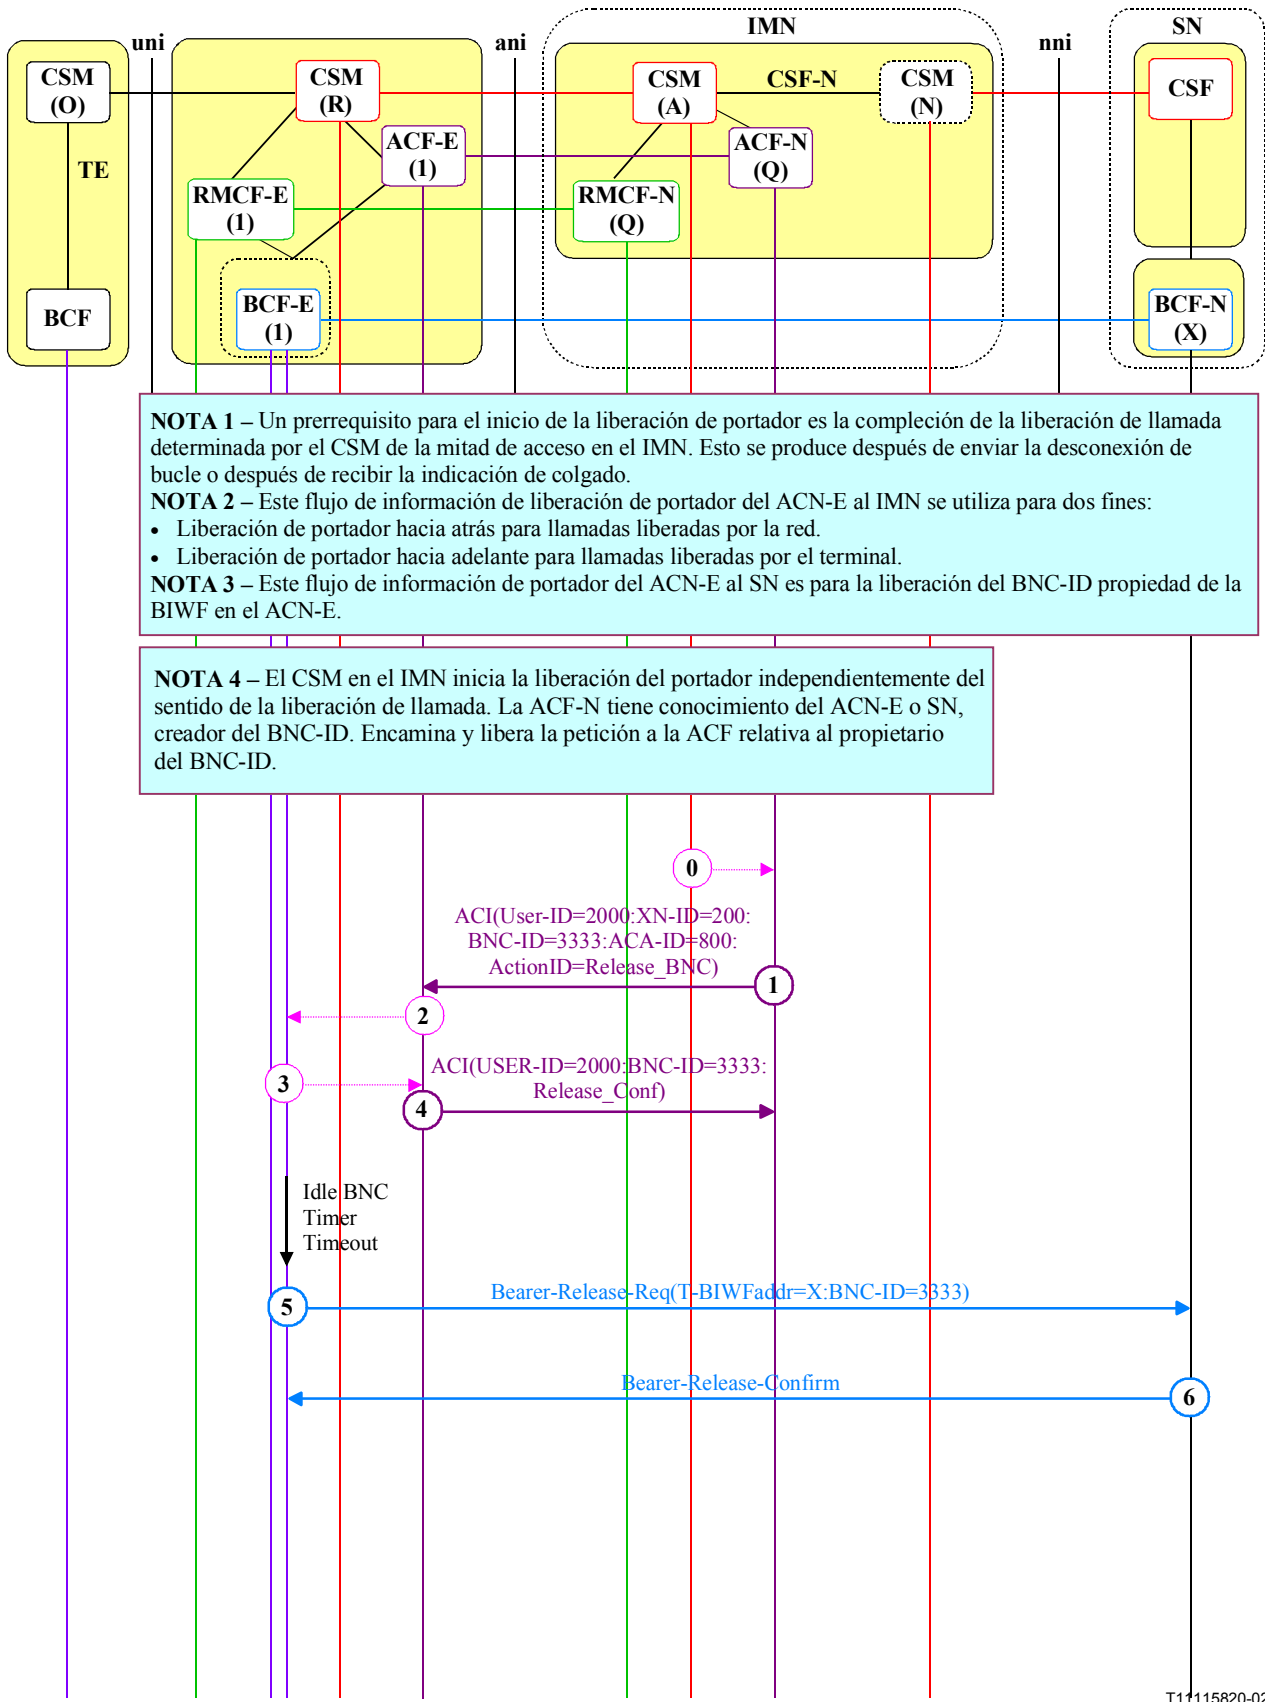 IMN
SN
uni
ani
nni
CSM
(O)
CSM
(R)
CSM
(A)
CSF-N
CSM
(N)
CSF
TE
ACF-E
(1)
ACF-N
(Q)
RMCF-E
(1)
RMCF-N
(Q)
BCF
BCF-E
(1)
BCF-N
(X)
NOTA 1 – Un prerrequisito para el inicio de la liberación de portador es la compleción de la liberación de llamada
determinada por el CSM de la mitad de acceso en el IMN. Esto se produce después de enviar la desconexión de
bucle o después de recibir la indicación de colgado.
NOTA 2 – Este flujo de información de liberación de portador del ACN-E al IMN se utiliza para dos fines:
• Liberación de portador hacia atrás para llamadas liberadas por la red.
• Liberación de portador hacia adelante para llamadas liberadas por el terminal.
NOTA 3 – Este flujo de información de portador del ACN-E al SN es para la liberación del BNC-ID propiedad de la
BIWF en el ACN-E.
NOTA 4 – El CSM en el IMN inicia la liberación del portador independientemente del
sentido de la liberación de llamada. La ACF-N tiene conocimiento del ACN-E o SN,
creador del BNC-ID. Encamina y libera la petición a la ACF relativa al propietario
del BNC-ID.
0
ACI(User-ID=2000:XN-ID=200:
BNC-ID=3333:ACA-ID=800:
ActionID=Release_BNC)
1
2
ACI(USER-ID=2000:BNC-ID=3333:
Release_Conf)
3
4
Idle BNC
Timer
Timeout
Bearer-Release-Req(T-BIWFaddr=X:BNC-ID=3333)
5
Bearer-Release-Confirm
6
T11115820-02